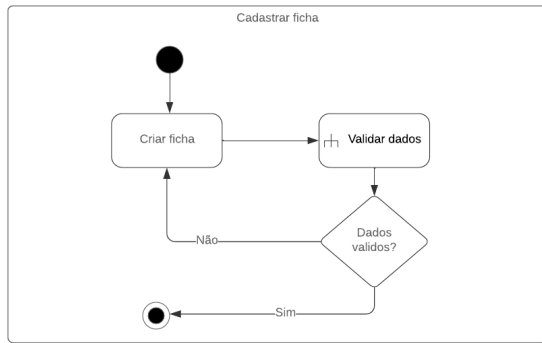 Cadastrar ficha
Criar ficha
Validar dados
Dados
validos?
Não
Sim